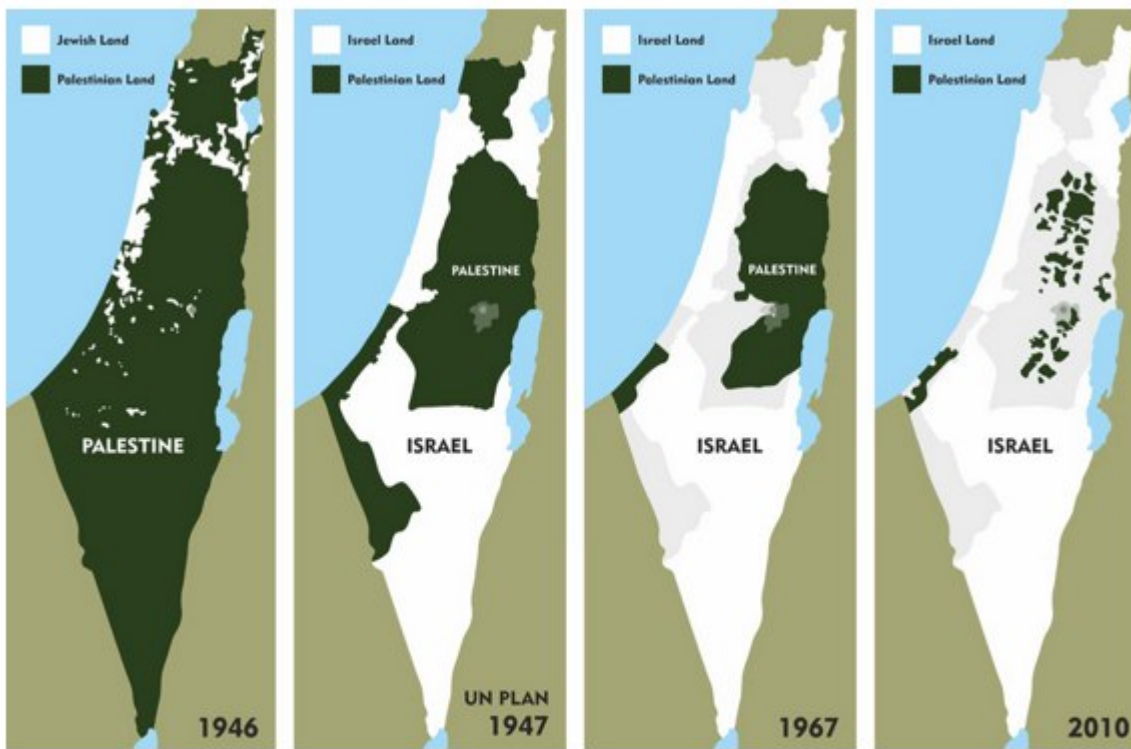 Jewish Land
Palestinian Land
PALESTINE
1946
Israel Land
Palestinian Land
PALESTINE
ISRAEL
UN PLAN
1947
Israel Land
Palestinian Land
PALESTINE
ISRAEL
1967
Israel Land
Palestinian Land
ISRAEL
2010